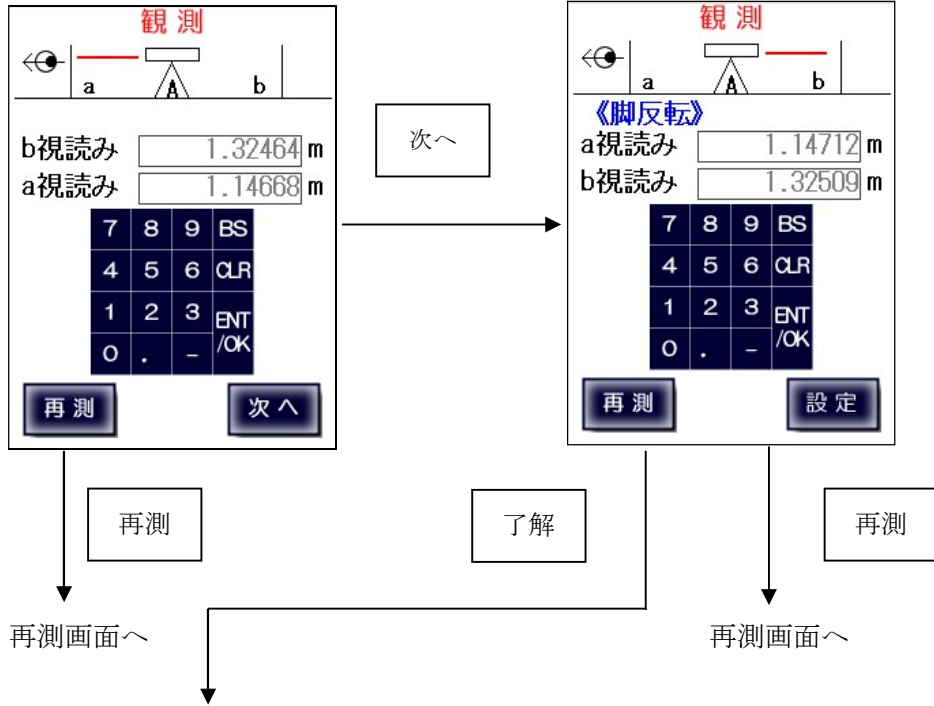 観測
a A b
b視読み 1.32464 m
a視読み 1.14668 m
7 8 9 BS
4 5 6 CLR
1 2 3 ENT/OK
0 . -
再測 次へ
次へ
観測
a A b
《脚反転》
a視読み 1.14712 m
b視読み 1.32509 m
7 8 9 BS
4 5 6 CLR
1 2 3 ENT/OK
0 . -
再測 設定
再測
了解
再測
再測画面へ
再測画面へ